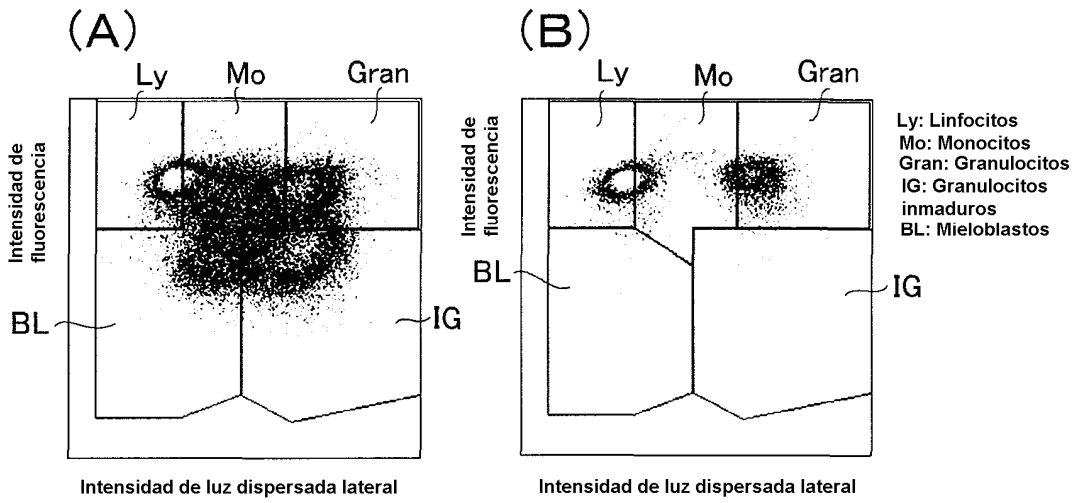 (A)
Ly Mo Gran
Intensidad de
fluorescencia
BL
IG
Intensidad de luz dispersada lateral
(B)
Ly Mo Gran
Intensidad de
fluorescencia
BL
IG
Intensidad de luz dispersada lateral
Ly: Linfocitos
Mo: Monocitos
Gran: Granulocitos
IG: Granulocitos
inmaduros
BL: Mieloblastos